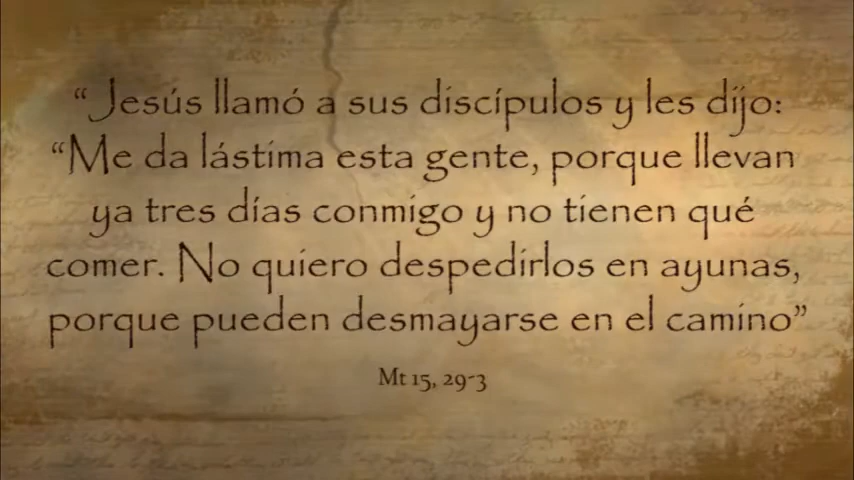 “Jesús llamó a sus discípulos y les dijo:
“Me da lástima esta gente, porque llevan
ya tres días conmigo y no tienen qué
comer. No quiero despedirlos en ayunas,
porque pueden desmayarse en el camino”
Mt 15, 29-3